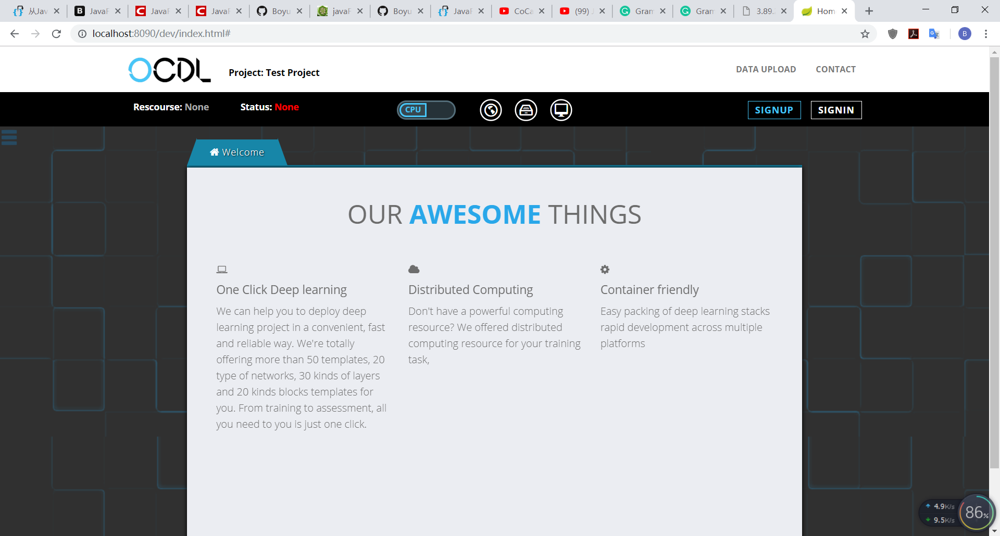 从Jav
JavaF
JavaF
JavaF
Boyu
javaF
Boyu
JavaF
CoCa
(99) J
Gram
Gram
3.89.
Hom
localhost:8090/dev/index.html#
B
OCDL
Project: Test Project
DATA UPLOAD
CONTACT
Rescourse: None
Status: None
CPU
SIGNUP
SIGNIN
Welcome
OUR AWESOME THINGS
One Click Deep learning
We can help you to deploy deep
learning project in a convenient, fast
and reliable way. We're totally
offering more than 50 templates, 20
type of networks, 30 kinds of layers
and 20 kinds blocks templates for
you. From training to assessment, all
you need to you is just one click.
Distributed Computing
Don't have a powerful computing
resource? We offered distributed
computing resource for your training
task,
Container friendly
Easy packing of deep learning stacks
rapid development across multiple
platforms
4.9K/s
9.5K/s
86%